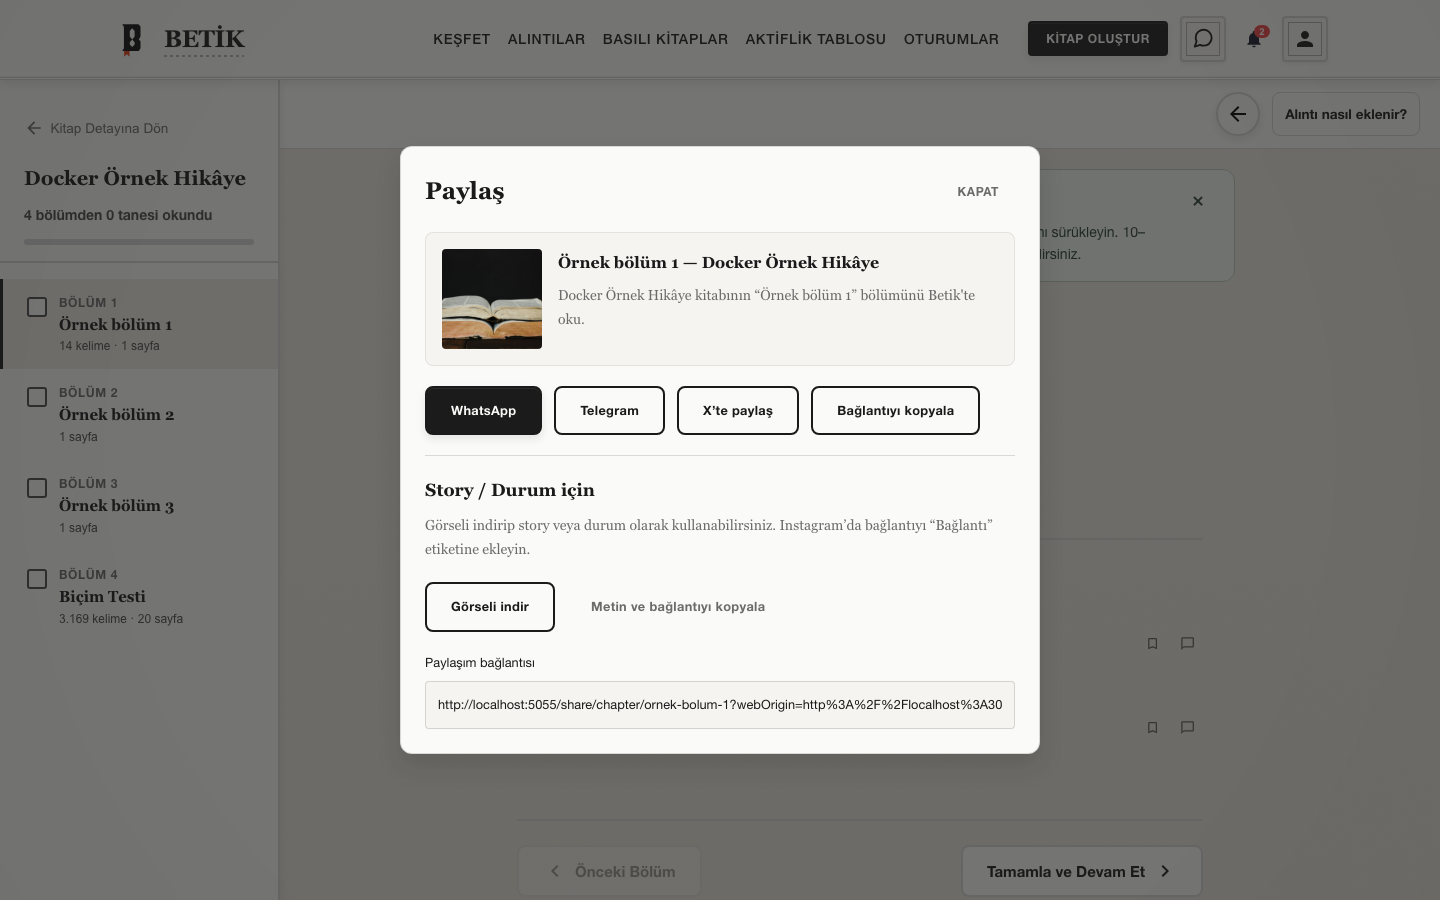 BETİK
KEŞFET
ALINTILAR
BASILI KİTAPLAR
AKTİFLİK TABLOSU
OTURUMLAR
KİTAP OLUŞTUR
2
Kitap Detayına Dön
Alıntı nasıl eklenir?
Docker Örnek Hikâye
4 bölümden 0 tanesi okundu
BÖLÜM 1
Örnek bölüm 1
14 kelime · 1 sayfa
BÖLÜM 2
Örnek bölüm 2
1 sayfa
BÖLÜM 3
Örnek bölüm 3
1 sayfa
BÖLÜM 4
Biçim Testi
3.169 kelime · 20 sayfa
sürükleyin. 10–
Paylaş
KAPAT
Örnek bölüm 1 — Docker Örnek Hikâye
Docker Örnek Hikâye kitabının “Örnek bölüm 1” bölümünü Betik'te
oku.
WhatsApp
Telegram
X’te paylaş
Bağlantıyı kopyala
Story / Durum için
Görseli indirip story veya durum olarak kullanabilirsiniz. Instagram’da bağlantıyı “Bağlantı”
etiketine ekleyin.
Görseli indir
Metin ve bağlantıyı kopyala
Paylaşım bağlantısı
http://localhost:5055/share/chapter/ornek-bolum-1?webOrigin=http%3A%2F%2Flocalhost%3A30
Önceki Bölüm
Tamamla ve Devam Et